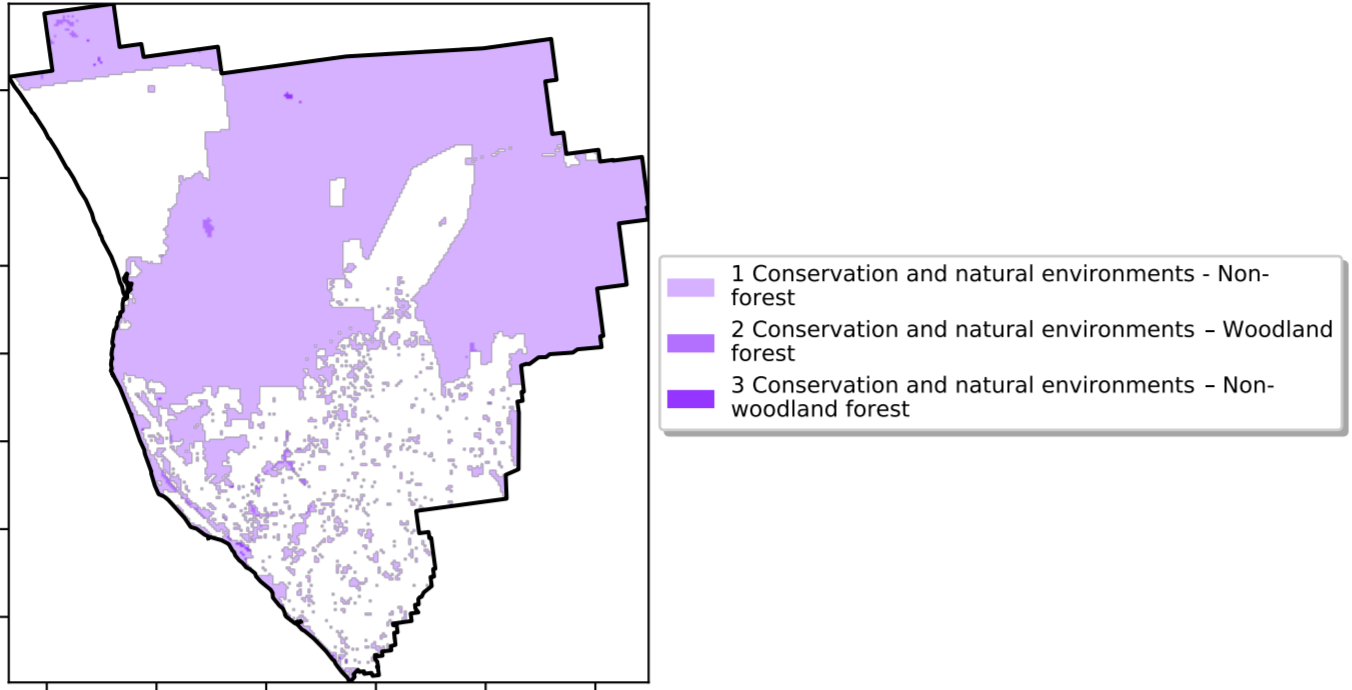 1 Conservation and natural environments - Non-
forest
2 Conservation and natural environments – Woodland
forest
3 Conservation and natural environments – Non-
woodland forest